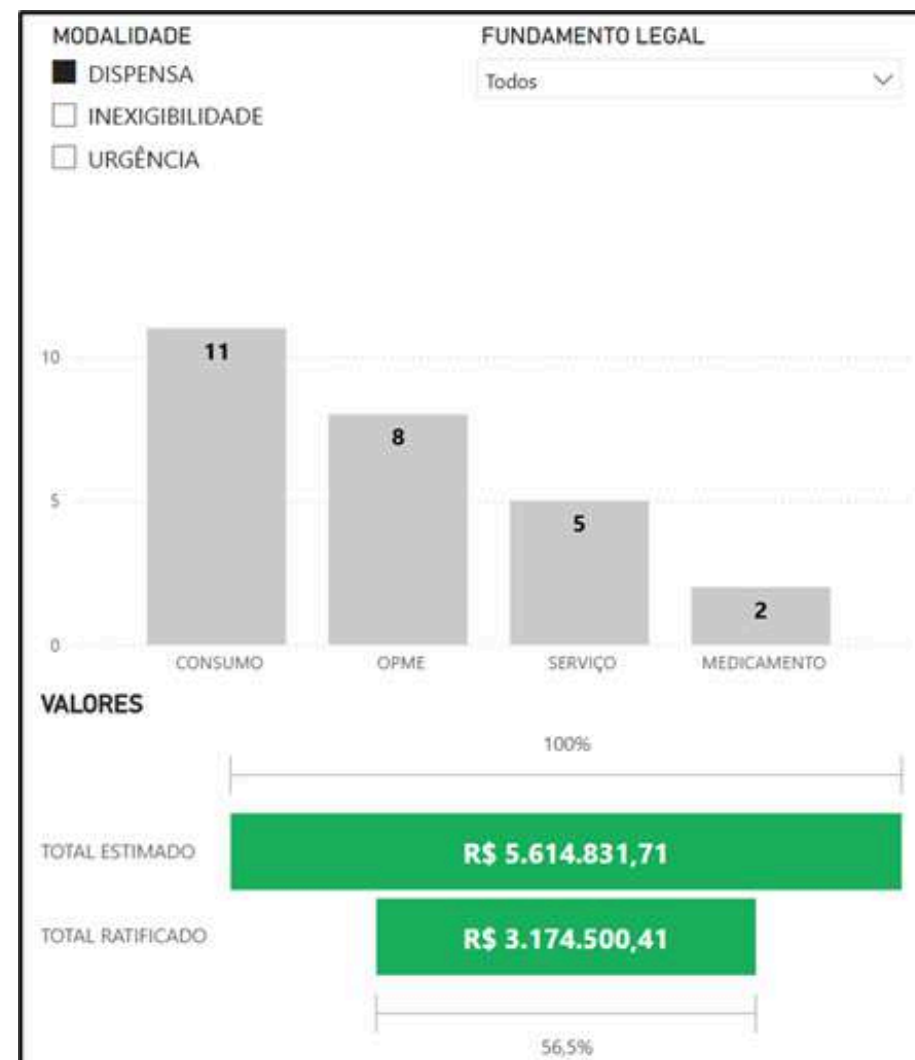 MODALIDADE
FUNDAMENTO LEGAL
DISPENSA
Todos
INEXIGIBILIDADE
URGÊNCIA
10
11
8
5
5
2
0
CONSUMO
OPME
SERVIÇO
MEDICAMENTO
VALORES
100%
TOTAL ESTIMADO
R$ 5.614.831,71
TOTAL RATIFICADO
R$ 3.174.500,41
56,5%